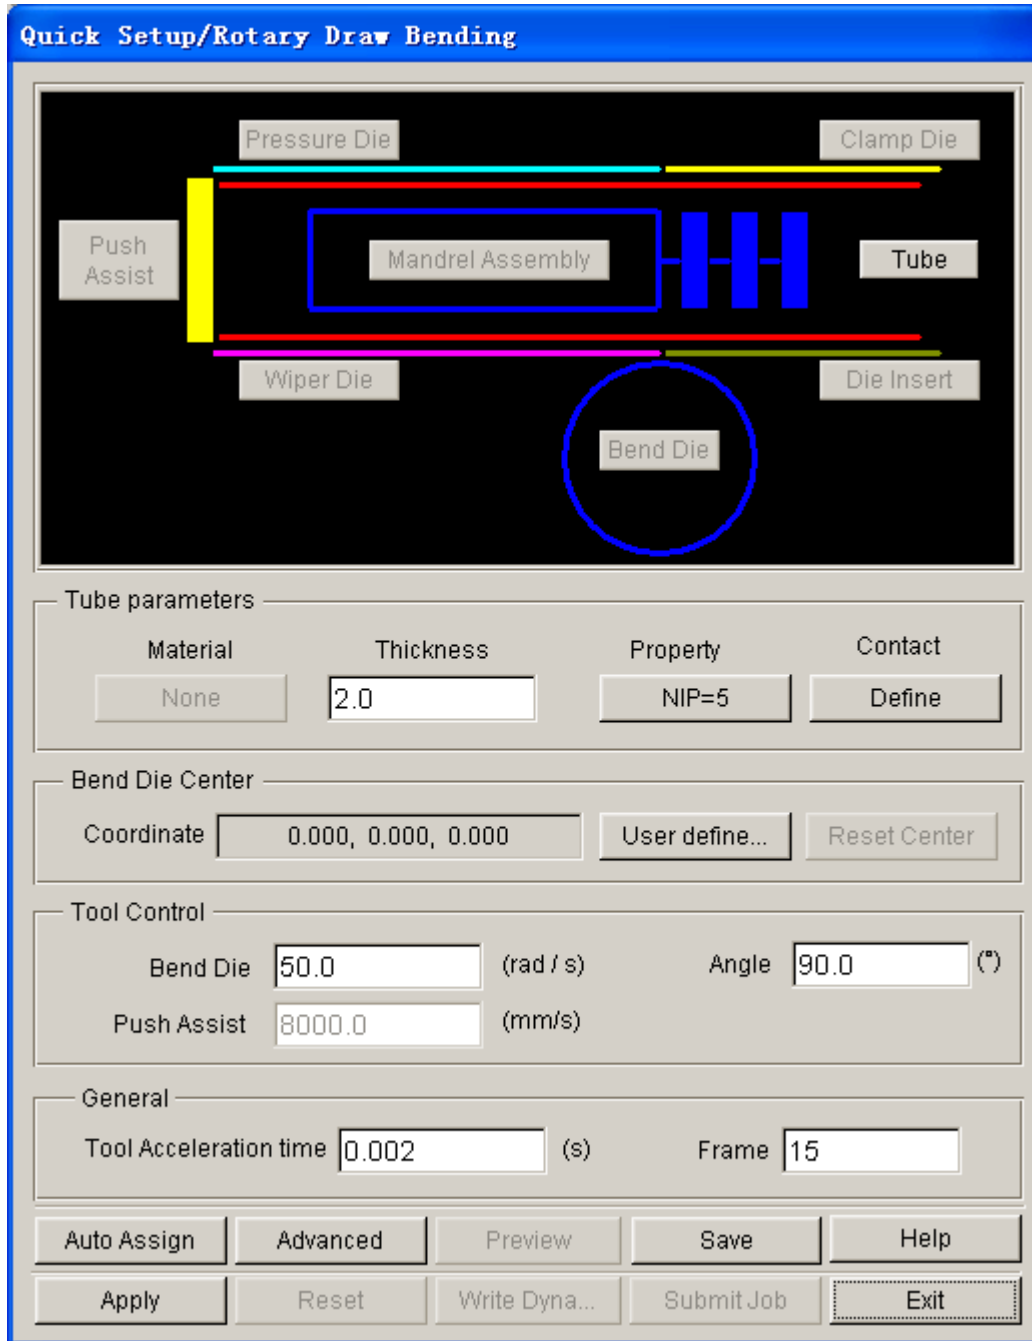 Quick Setup/Rotary Draw Bending
Pressure Die
Clamp Die
Push
Assist
Mandrel Assembly
Tube
Wiper Die
Die Insert
Bend Die
Tube parameters
Material
Thickness
Property
Contact
None
2.0
NIP=5
Define
Bend Die Center
Coordinate
0.000, 0.000, 0.000
User define...
Reset Center
Tool Control
Bend Die
50.0
(rad / s)
Angle
90.0
(°)
Push Assist
8000.0
(mm/s)
General
Tool Acceleration time
0.002
(s)
Frame
15
Auto Assign
Advanced
Preview
Save
Help
Apply
Reset
Write Dyna...
Submit Job
Exit